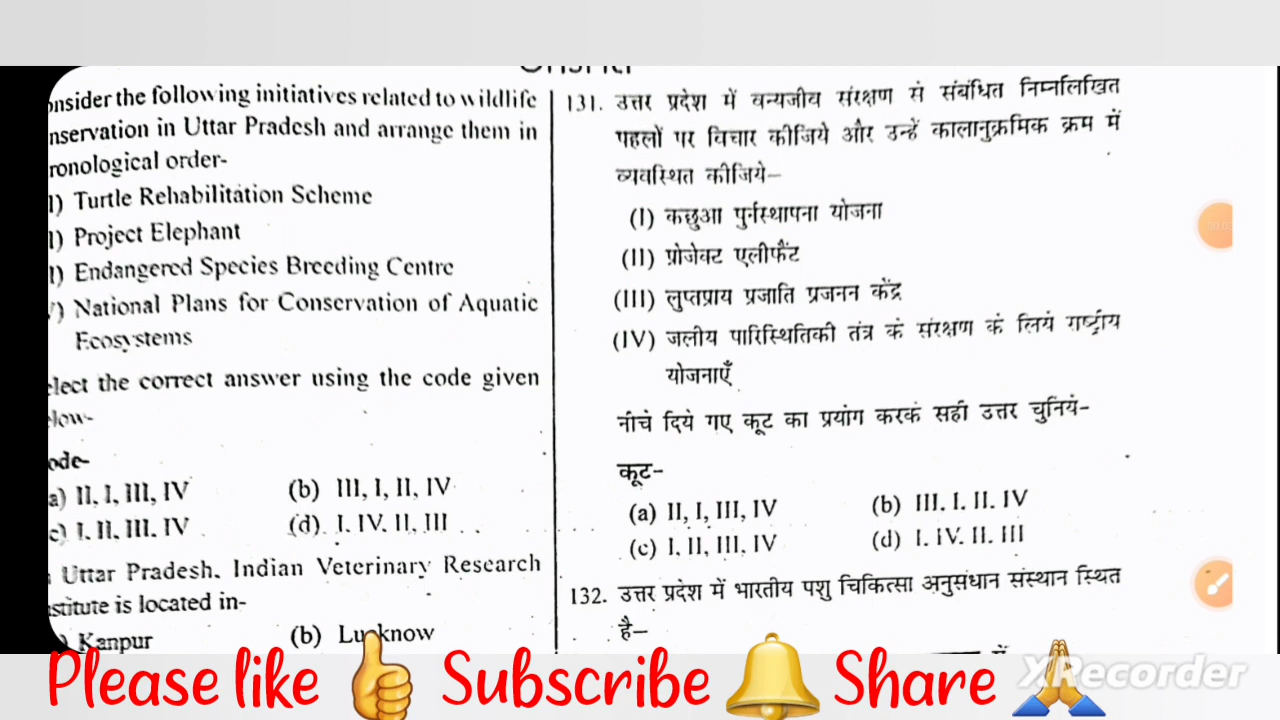 onsider the following initiatives related to wildlife
nservation in Uttar Pradesh and arrange them in
ronological order-
I) Turtle Rehabilitation Scheme
I) Project Elephant
I) Endangered Species Breeding Centre
) National Plans for Conservation of Aquatic
Ecosystems
lect the correct answer using the code given
low-
ode-
a) II, I, III, IV (b) III, I, II, IV
c) I, II, III, IV (d) I, IV, II, III
Uttar Pradesh, Indian Veterinary Research
stitute is located in-
) Kanpur (b) Lucknow
131. उत्तर प्रदेश में वन्यजीव संरक्षण से संबंधित निम्नलिखित
पहलों पर विचार कीजिये और उन्हें कालानुक्रमिक क्रम में
व्यवस्थित कीजिये–
(I) कछुआ पुर्नस्थापना योजना
(II) प्रोजेक्ट एलीफैंट
(III) लुप्तप्राय प्रजाति प्रजनन केंद्र
(IV) जलीय पारिस्थितिकी तंत्र के संरक्षण के लिये राष्ट्रीय
योजनाएँ
नीचे दिये गए कूट का प्रयोग करके सही उत्तर चुनिये–
कूट–
(a) II, I, III, IV (b) III, I, II, IV
(c) I, II, III, IV (d) I, IV, II, III
132. उत्तर प्रदेश में भारतीय पशु चिकित्सा अनुसंधान संस्थान स्थित
है–
Please like Subscribe Share
XRecorder